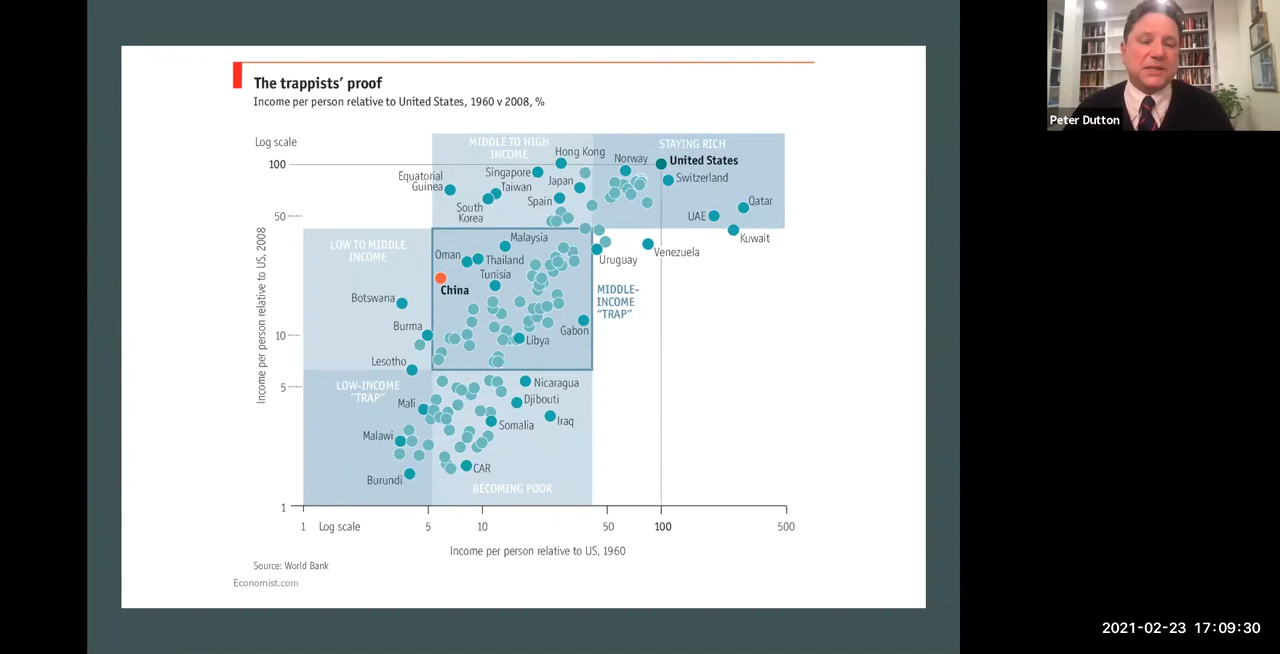 The trappists' proof
Income per person relative to United States, 1960 v 2008, %
Log scale
MIDDLE TO HIGH
INCOME
STAYING RICH
100
Hong Kong
Norway
United States
Equatorial
Guinea
Singapore
Taiwan
Japan
Switzerland
South
Korea
Spain
Qatar
50
UAE
Kuwait
LOW TO MIDDLE
INCOME
Malaysia
Oman
Thailand
Uruguay
Venezuela
Tunisia
China
MIDDLE-
INCOME
"TRAP"
Botswana
Burma
Gabon
10
Libya
Lesotho
LOW-INCOME
"TRAP"
5
Nicaragua
Mali
Djibouti
Somalia
Iraq
Malawi
CAR
Burundi
BECOMING POOR
1
Income per person relative to US, 2008
1
Log scale
5
10
50
100
500
Income per person relative to US, 1960
Source: World Bank
Economist.com
Peter Dutton
2021-02-23 17:09:30